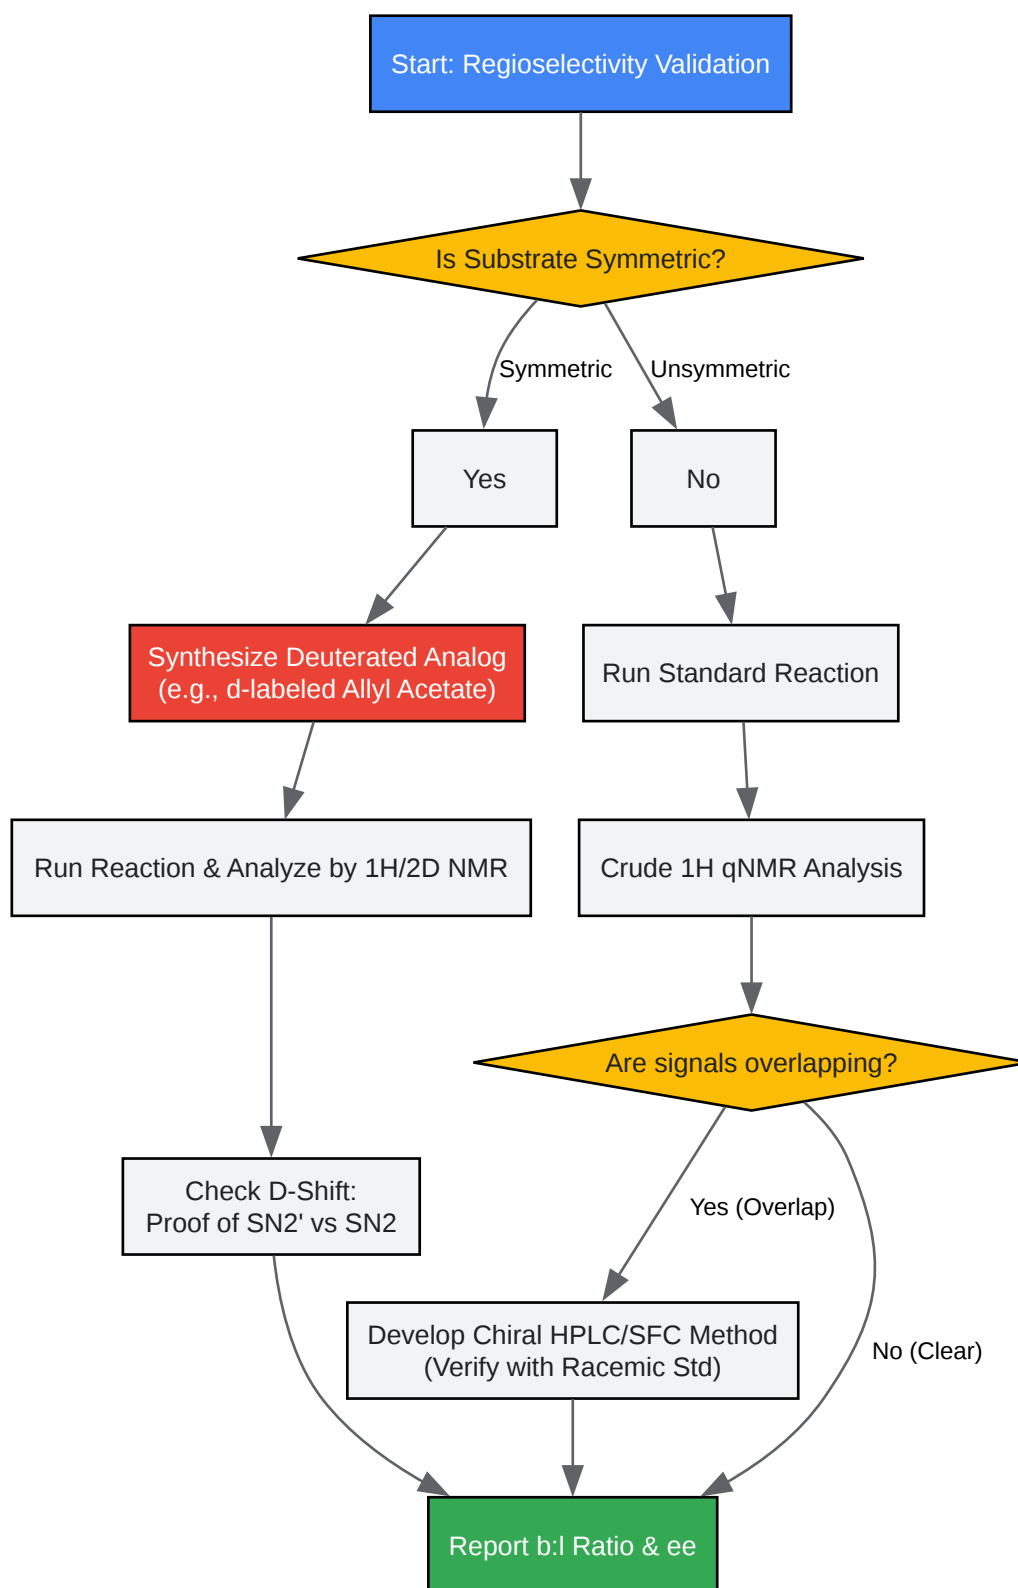 Start: Regioselectivity Validation
Is Substrate Symmetric?
Symmetric
Unsymmetric
Yes
No
Synthesize Deuterated Analog
(e.g., d-labeled Allyl Acetate)
Run Standard Reaction
Run Reaction & Analyze by 1H/2D NMR
Crude 1H qNMR Analysis
Are signals overlapping?
Check D-Shift:
Proof of SN2' vs SN2
Yes (Overlap)
Develop Chiral HPLC/SFC Method
(Verify with Racemic Std)
No (Clear)
Report b:l Ratio & ee